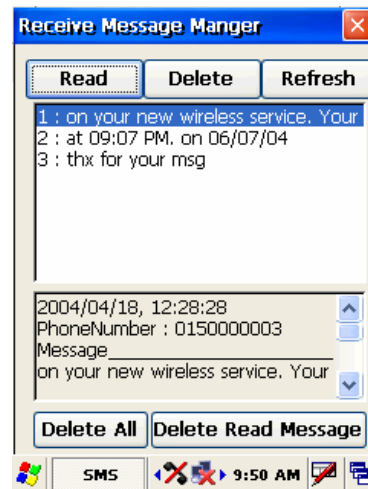 Receive Message Manger
Read Delete Refresh
1 : on your new wireless service. Your
2 : at 09:07 PM. on 06/07/04
3 : thx for your msg
2004/04/18, 12:28:28
PhoneNumber : 0150000003
Message____________________
on your new wireless service. Your
Delete All Delete Read Message
SMS 9:50 AM